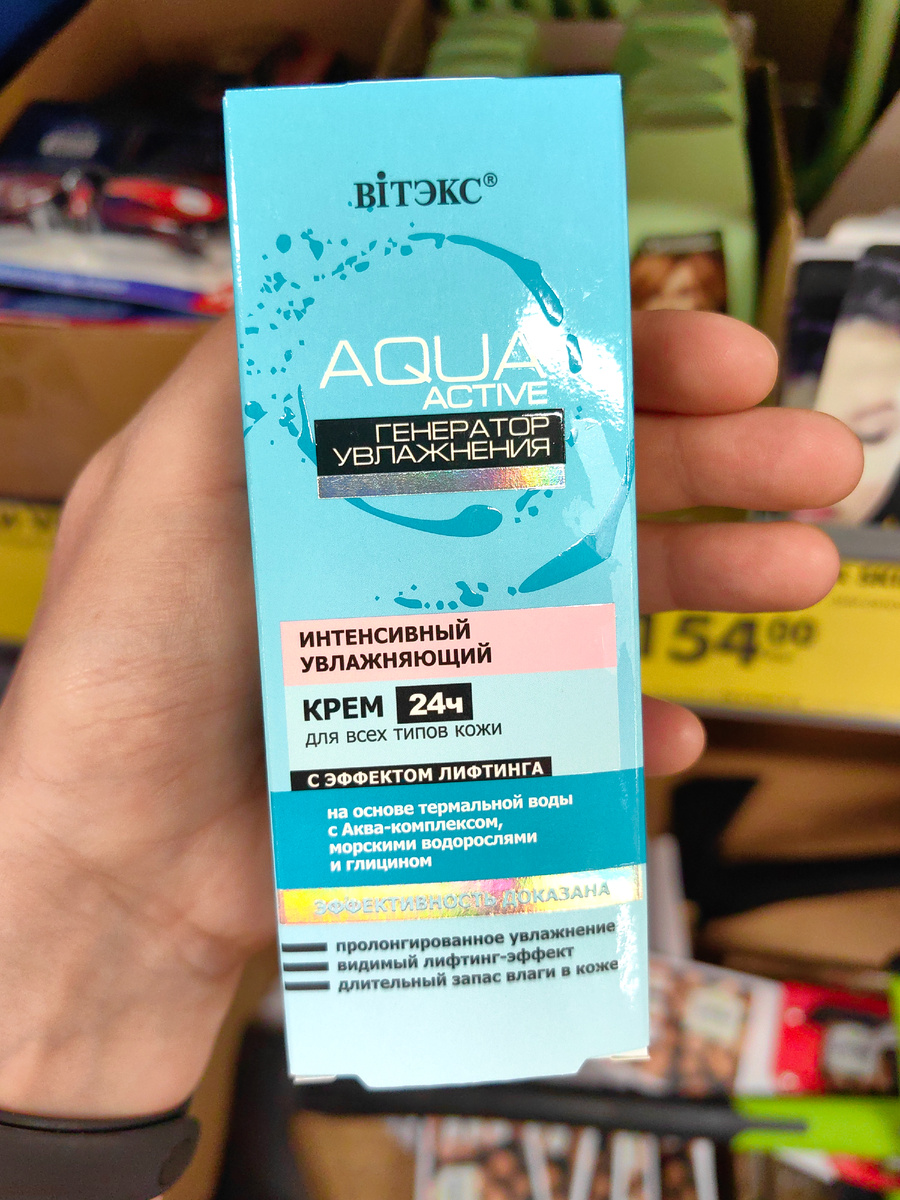 ВІТЭКС®
AQUA
ACTIVE
ГЕНЕРАТОР
УВЛАЖНЕНИЯ
ИНТЕНСИВНЫЙ
УВЛАЖНЯЮЩИЙ
КРЕМ 24ч
для всех типов кожи
С ЭФФЕКТОМ ЛИФТИНГА
на основе термальной воды
с Аква-комплексом,
морскими водорослями
и глицином
ЭФФЕКТИВНОСТЬ ДОКАЗАНА
пролонгированное увлажнение
видимый лифтинг-эффект
длительный запас влаги в коже
154 00